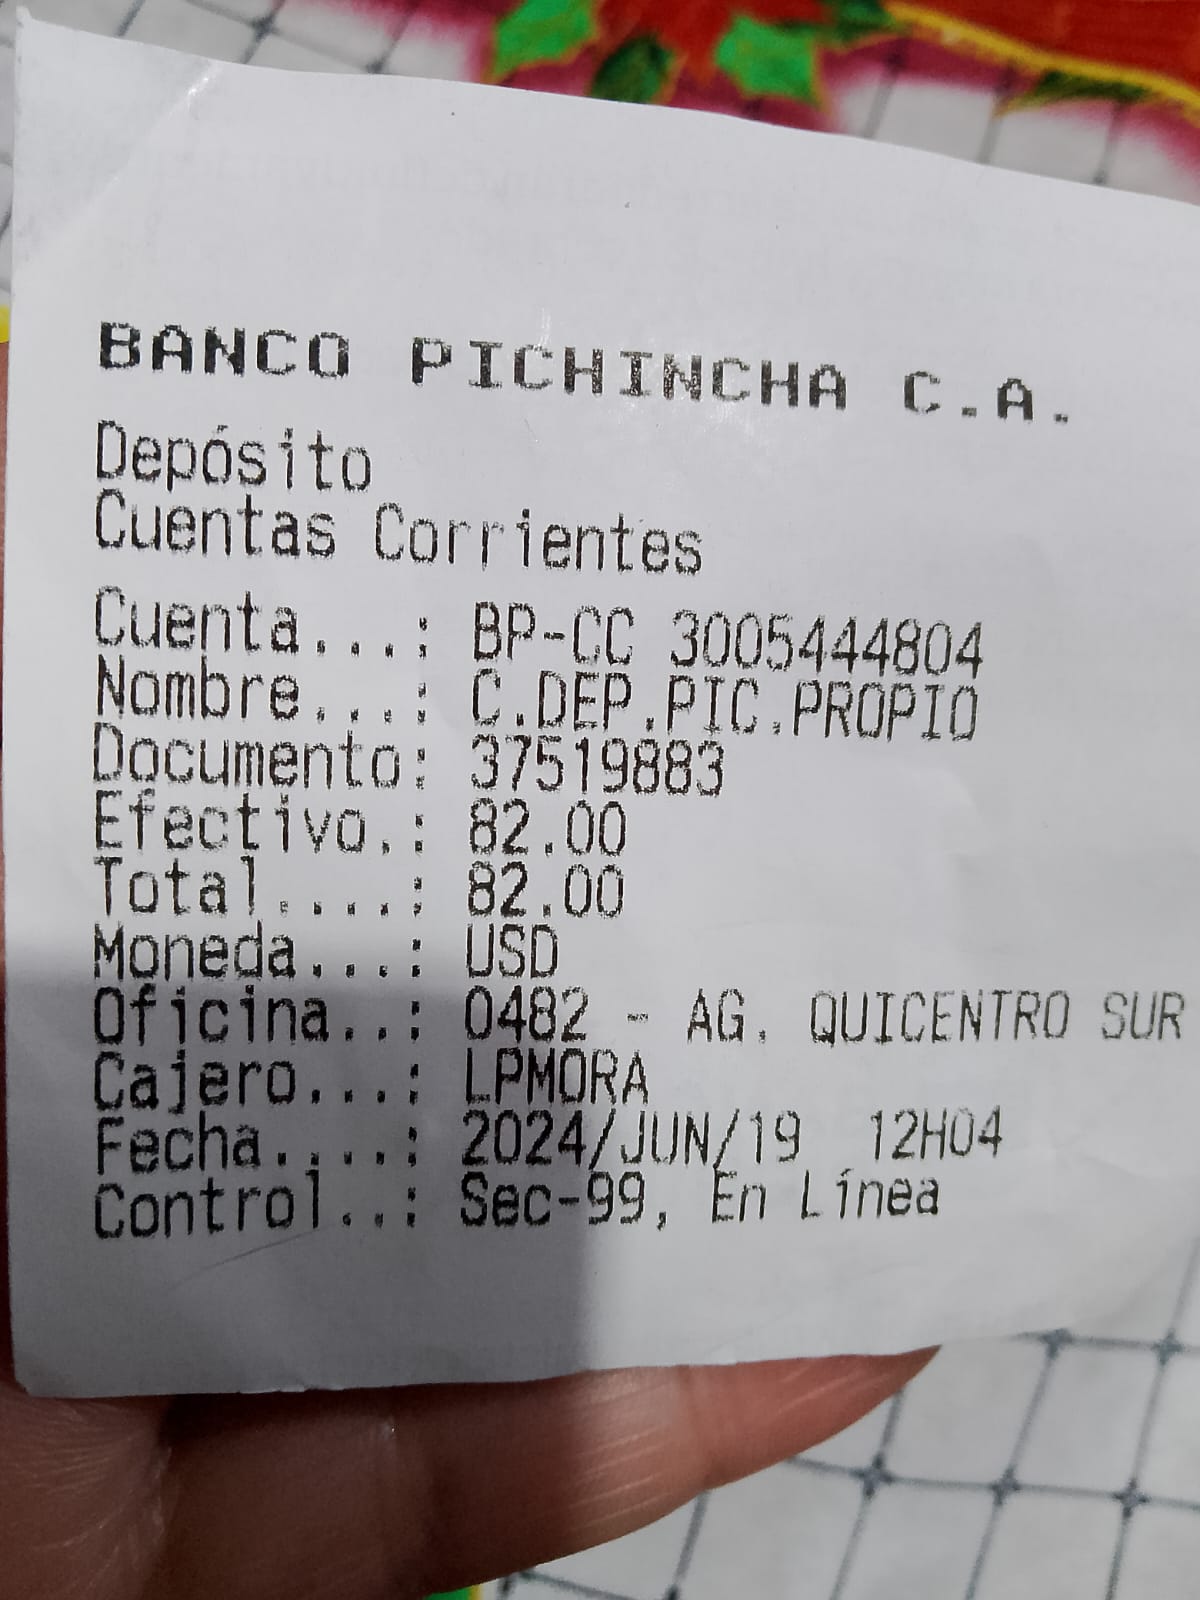 BANCO PICHINCHA C.A.
Depósito
Cuentas Corrientes
Cuenta...: BP-CC 3005444804
Nombre...: C.DEP.PIC.PROPIO
Documento: 37519883
Efectivo.: 82.00
Total....: 82.00
Moneda...: USD
Oficina..: 0482 - AG. QUICENTRO SUR
Cajero...: LPMORA
Fecha....: 2024/JUN/19  12H04
Control..: Sec-99, En Línea